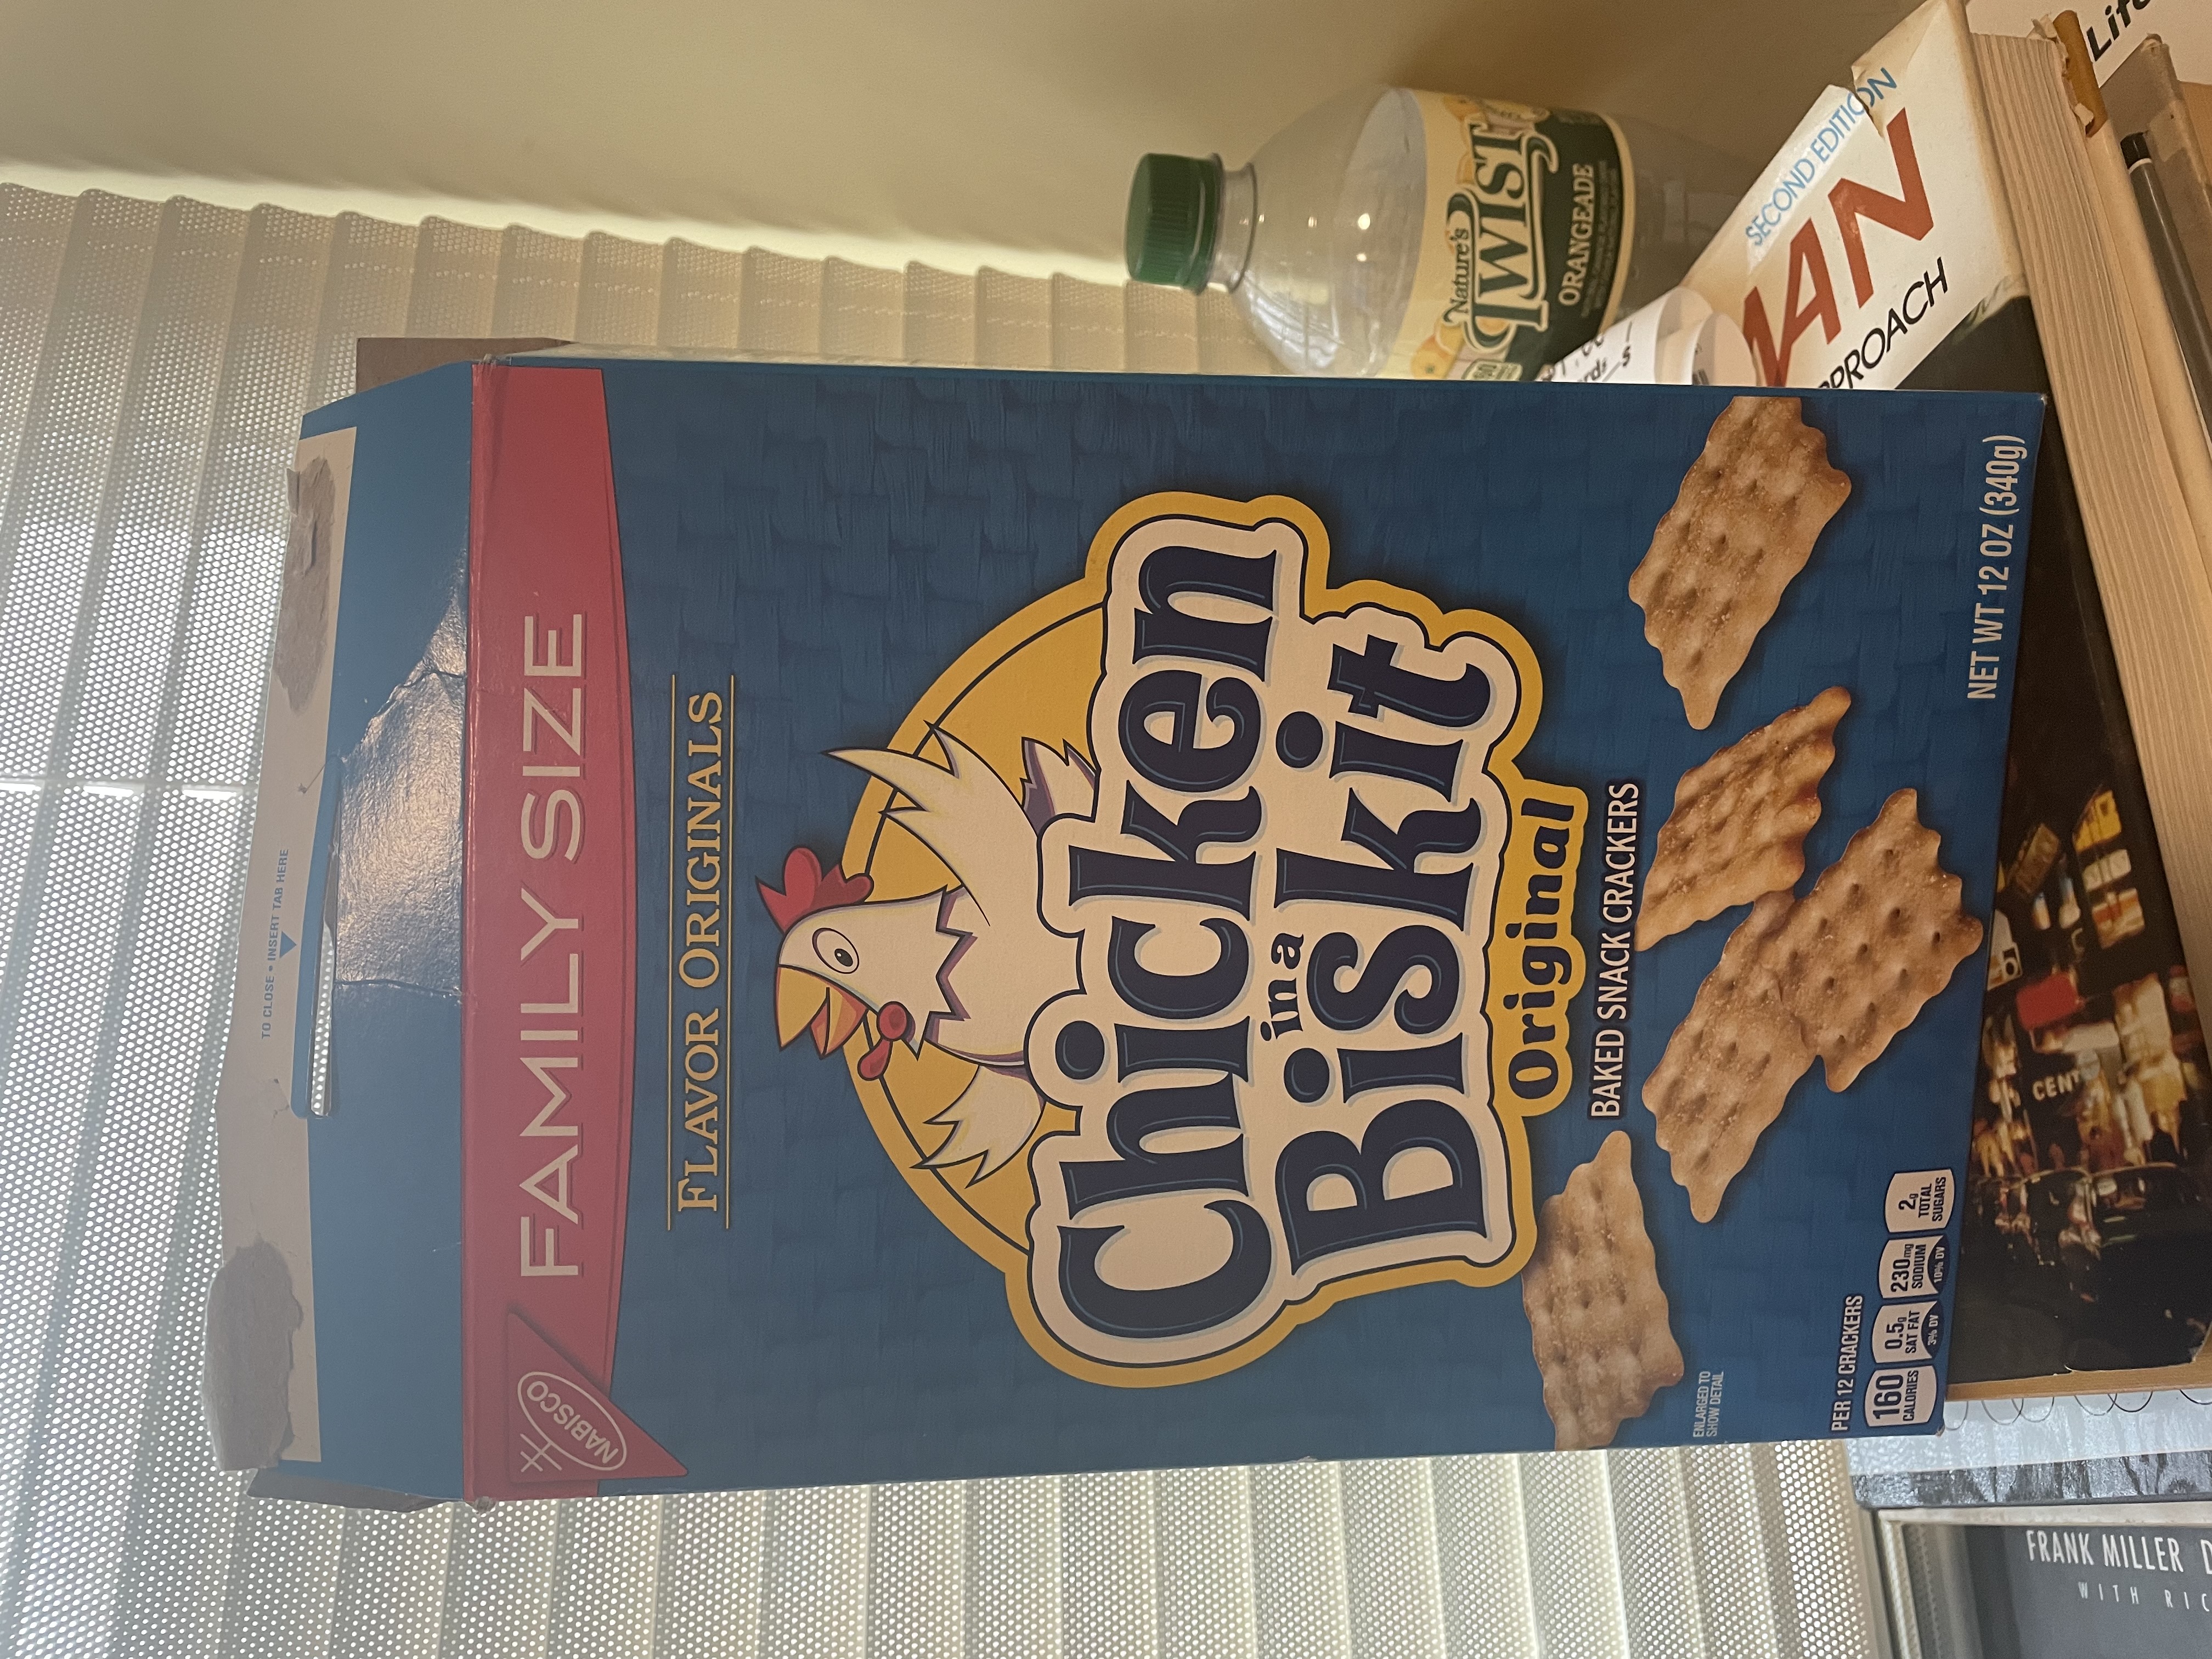 TO CLOSE • INSERT TAB HERE
NABISCO
FAMILY SIZE
FLAVOR ORIGINALS
Chicken
in a
Biskit
Original
BAKED SNACK CRACKERS
ENLARGED TO
SHOW DETAIL
PER 12 CRACKERS
160
CALORIES
0.5g
SAT FAT
3% DV
230mg
SODIUM
10% DV
2g
TOTAL
SUGARS
NET WT 12 OZ (340g)
Nature's
TWIST
ORANGEADE
SECOND EDITION
FRANK MILLER